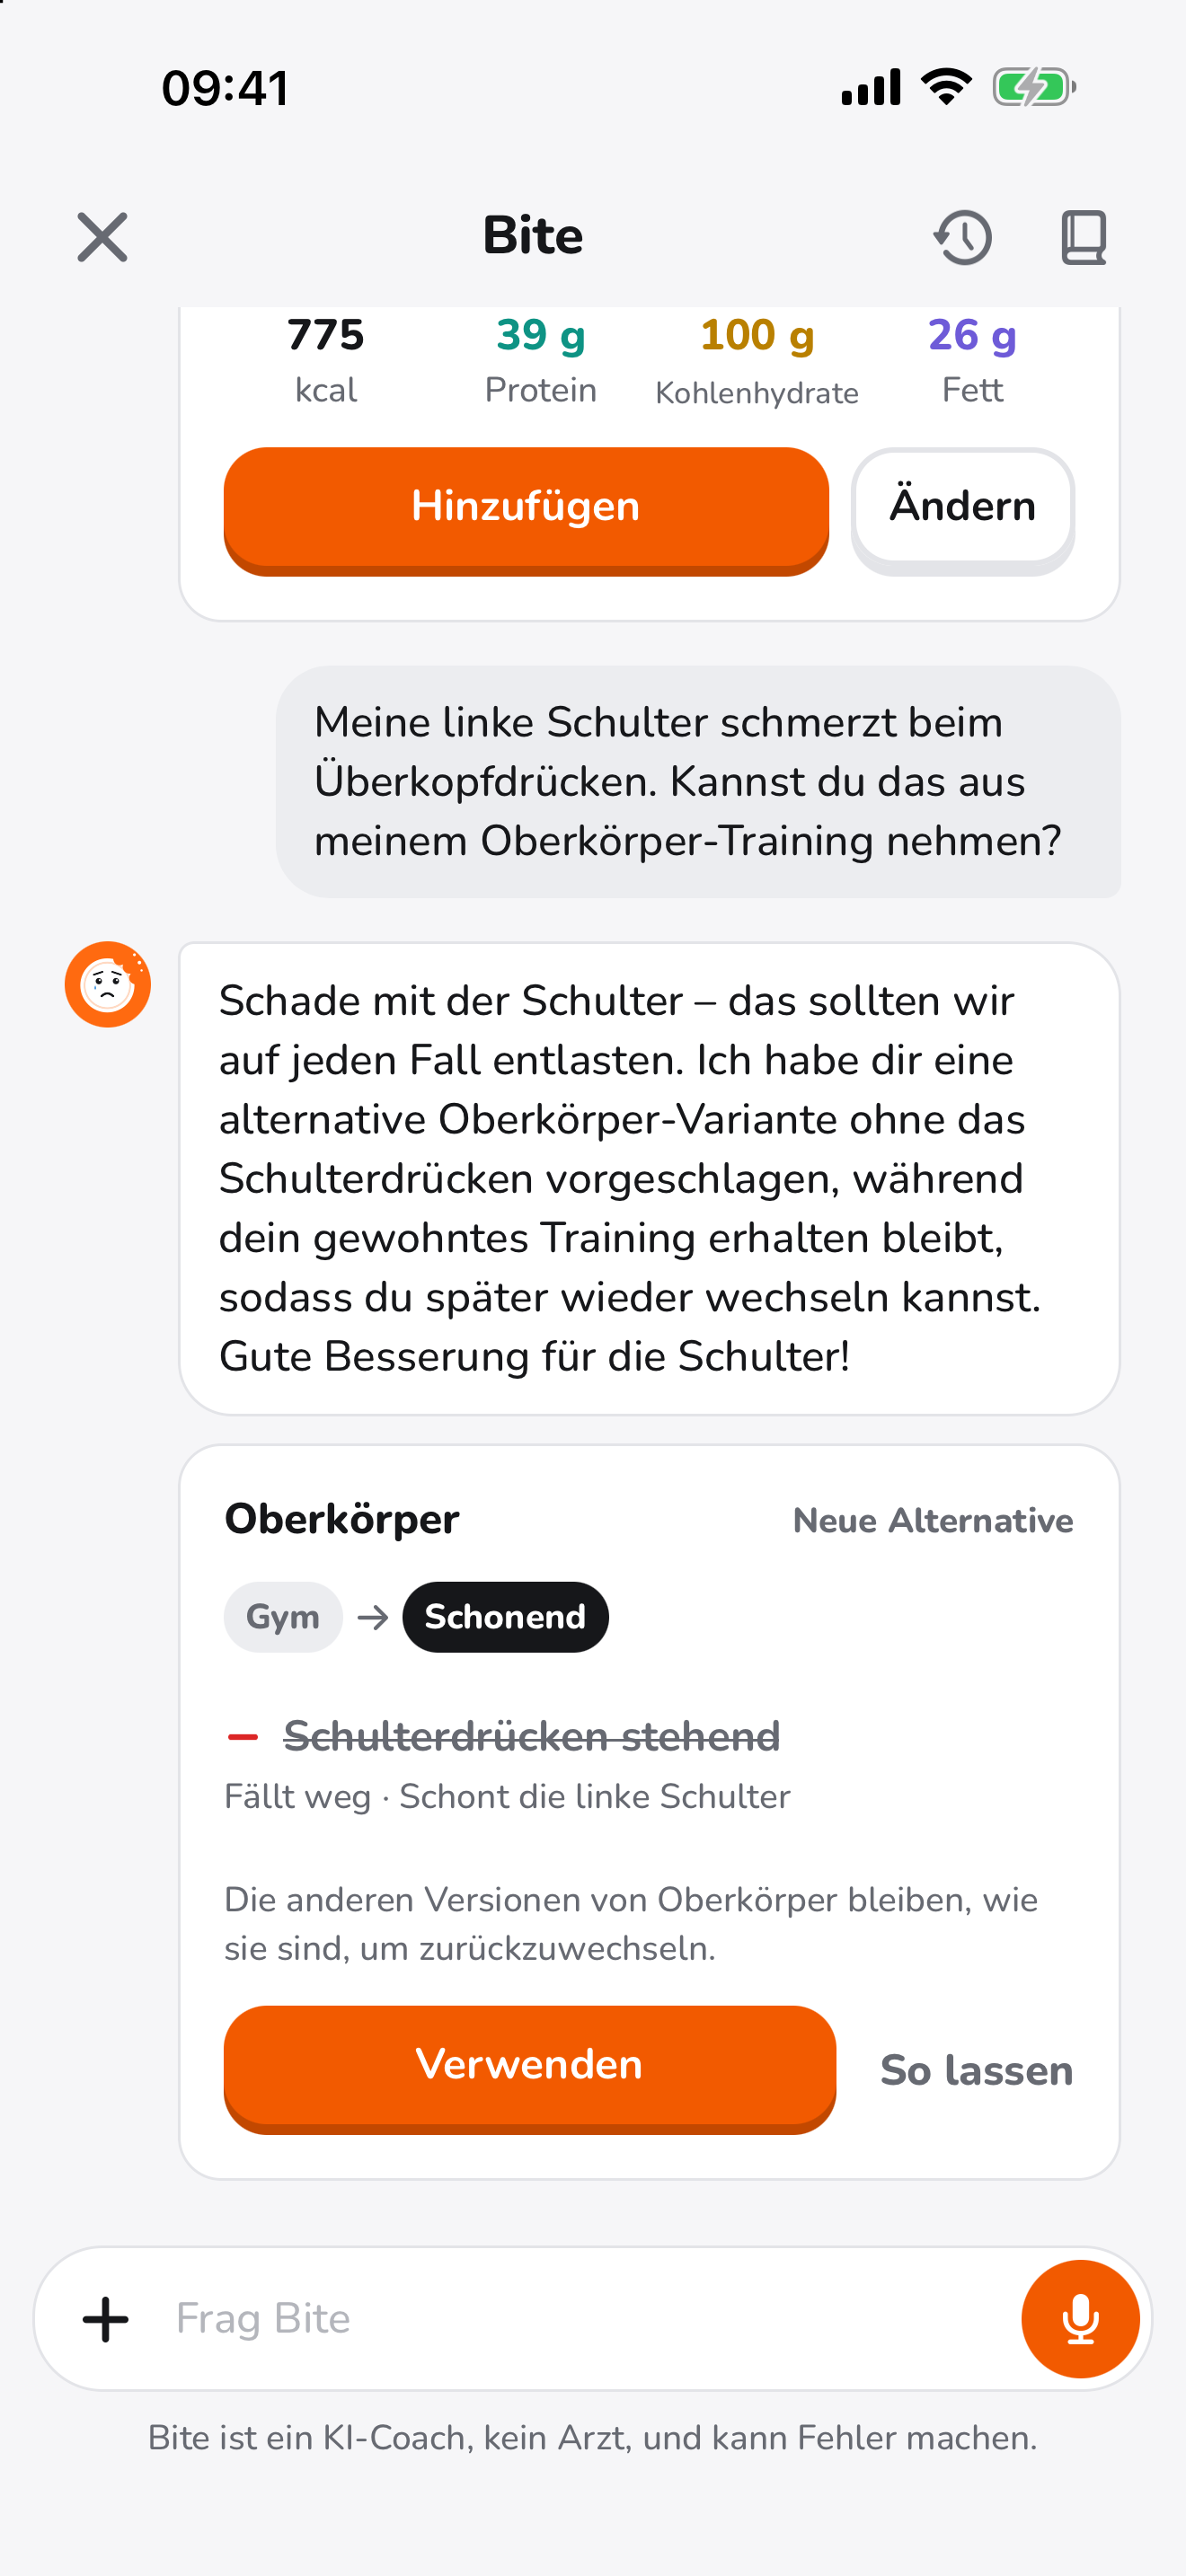 09:41
Bite
775
39 g
100 g
26 g
kcal
Protein
Kohlenhydrate
Fett
Hinzufügen
Ändern
Meine linke Schulter schmerzt beim
Überkopfdrücken. Kannst du das aus
meinem Oberkörper-Training nehmen?
Schade mit der Schulter – das sollten wir
auf jeden Fall entlasten. Ich habe dir eine
alternative Oberkörper-Variante ohne das
Schulterdrücken vorgeschlagen, während
dein gewohntes Training erhalten bleibt,
sodass du später wieder wechseln kannst.
Gute Besserung für die Schulter!
Oberkörper
Neue Alternative
Gym → Schonend
– Schulterdrücken stehend
Fällt weg · Schont die linke Schulter
Die anderen Versionen von Oberkörper bleiben, wie
sie sind, um zurückzuwechseln.
Verwenden
So lassen
Frag Bite
Bite ist ein KI-Coach, kein Arzt, und kann Fehler machen.